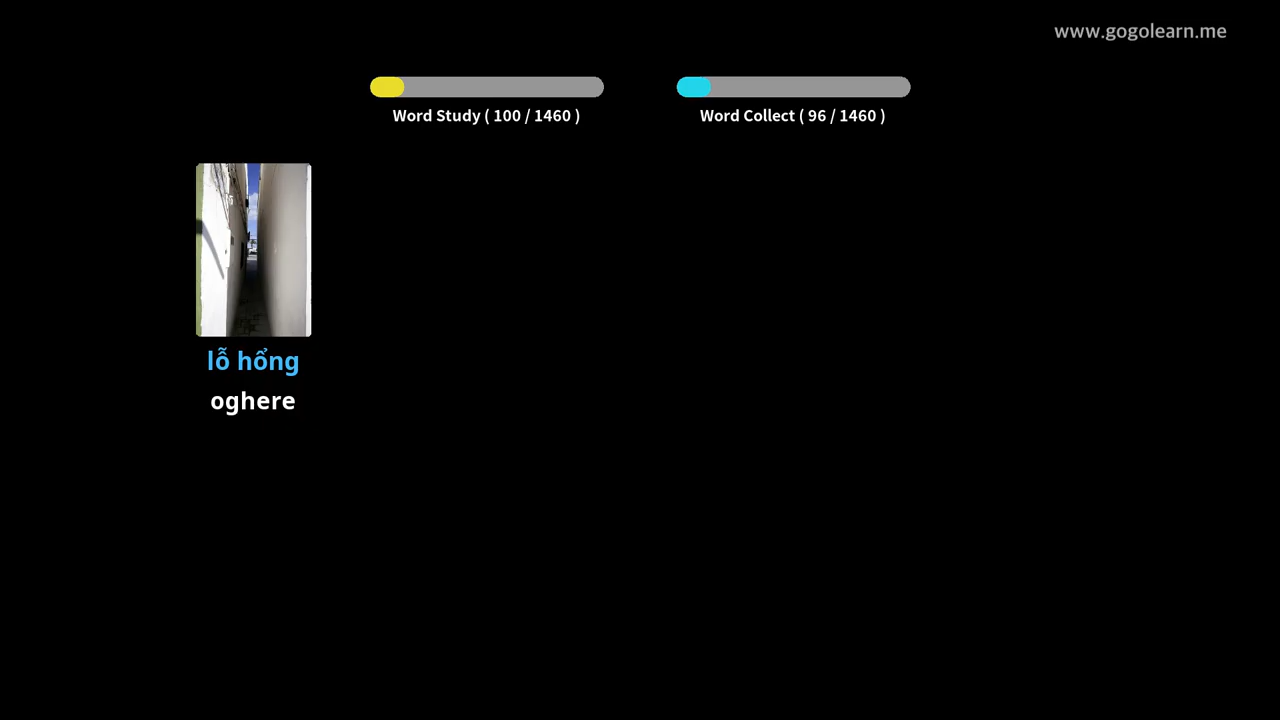 www.gogolearn.me
Word Study ( 100 / 1460 )
Word Collect ( 96 / 1460 )
lỗ hổng
oghere